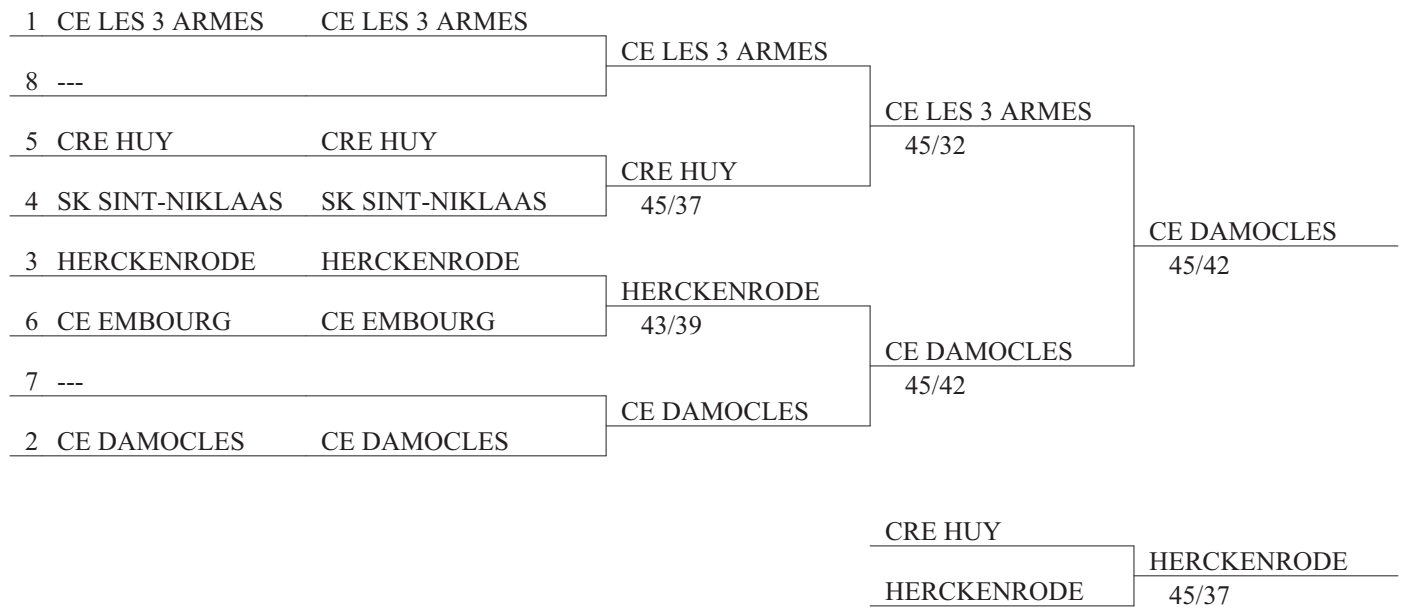 1 CE LES 3 ARMES CE LES 3 ARMES
CE LES 3 ARMES
8 ---
CE LES 3 ARMES
5 CRE HUY CRE HUY
45/32
CRE HUY
4 SK SINT-NIKLAAS SK SINT-NIKLAAS
45/37
CE DAMOCLES
3 HERCKENRODE HERCKENRODE
45/42
HERCKENRODE
6 CE EMBOURG CE EMBOURG
43/39
CE DAMOCLES
7 ---
45/42
CE DAMOCLES
2 CE DAMOCLES CE DAMOCLES
CRE HUY
HERCKENRODE
HERCKENRODE
45/37